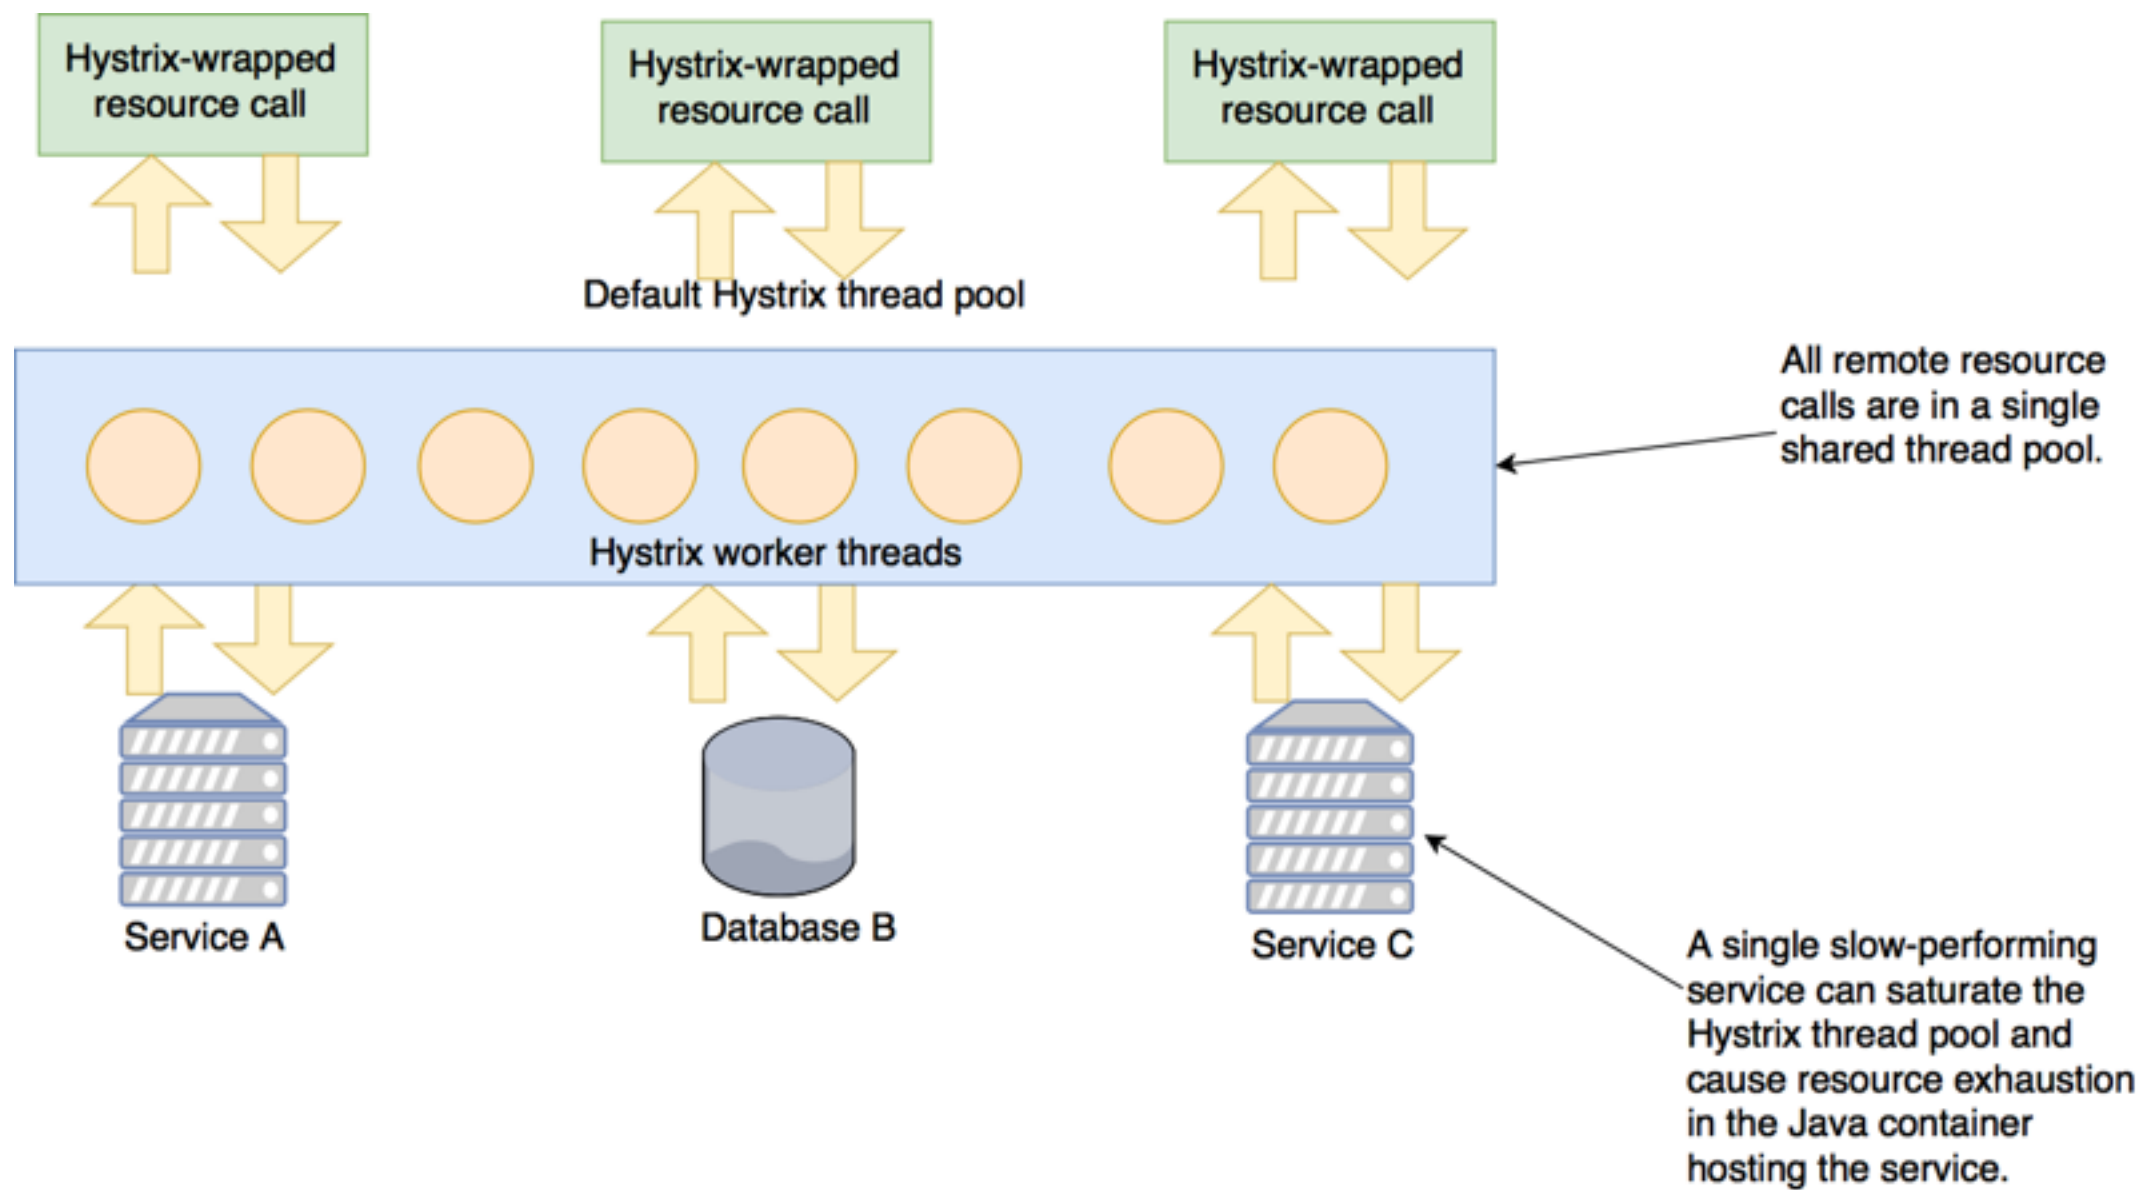 Hystrix-wrapped
resource call
Hystrix-wrapped
resource call
Hystrix-wrapped
resource call
Default Hystrix thread pool
All remote resource
calls are in a single
shared thread pool.
Hystrix worker threads
Service A
Database B
Service C
A single slow-performing
service can saturate the
Hystrix thread pool and
cause resource exhaustion
in the Java container
hosting the service.